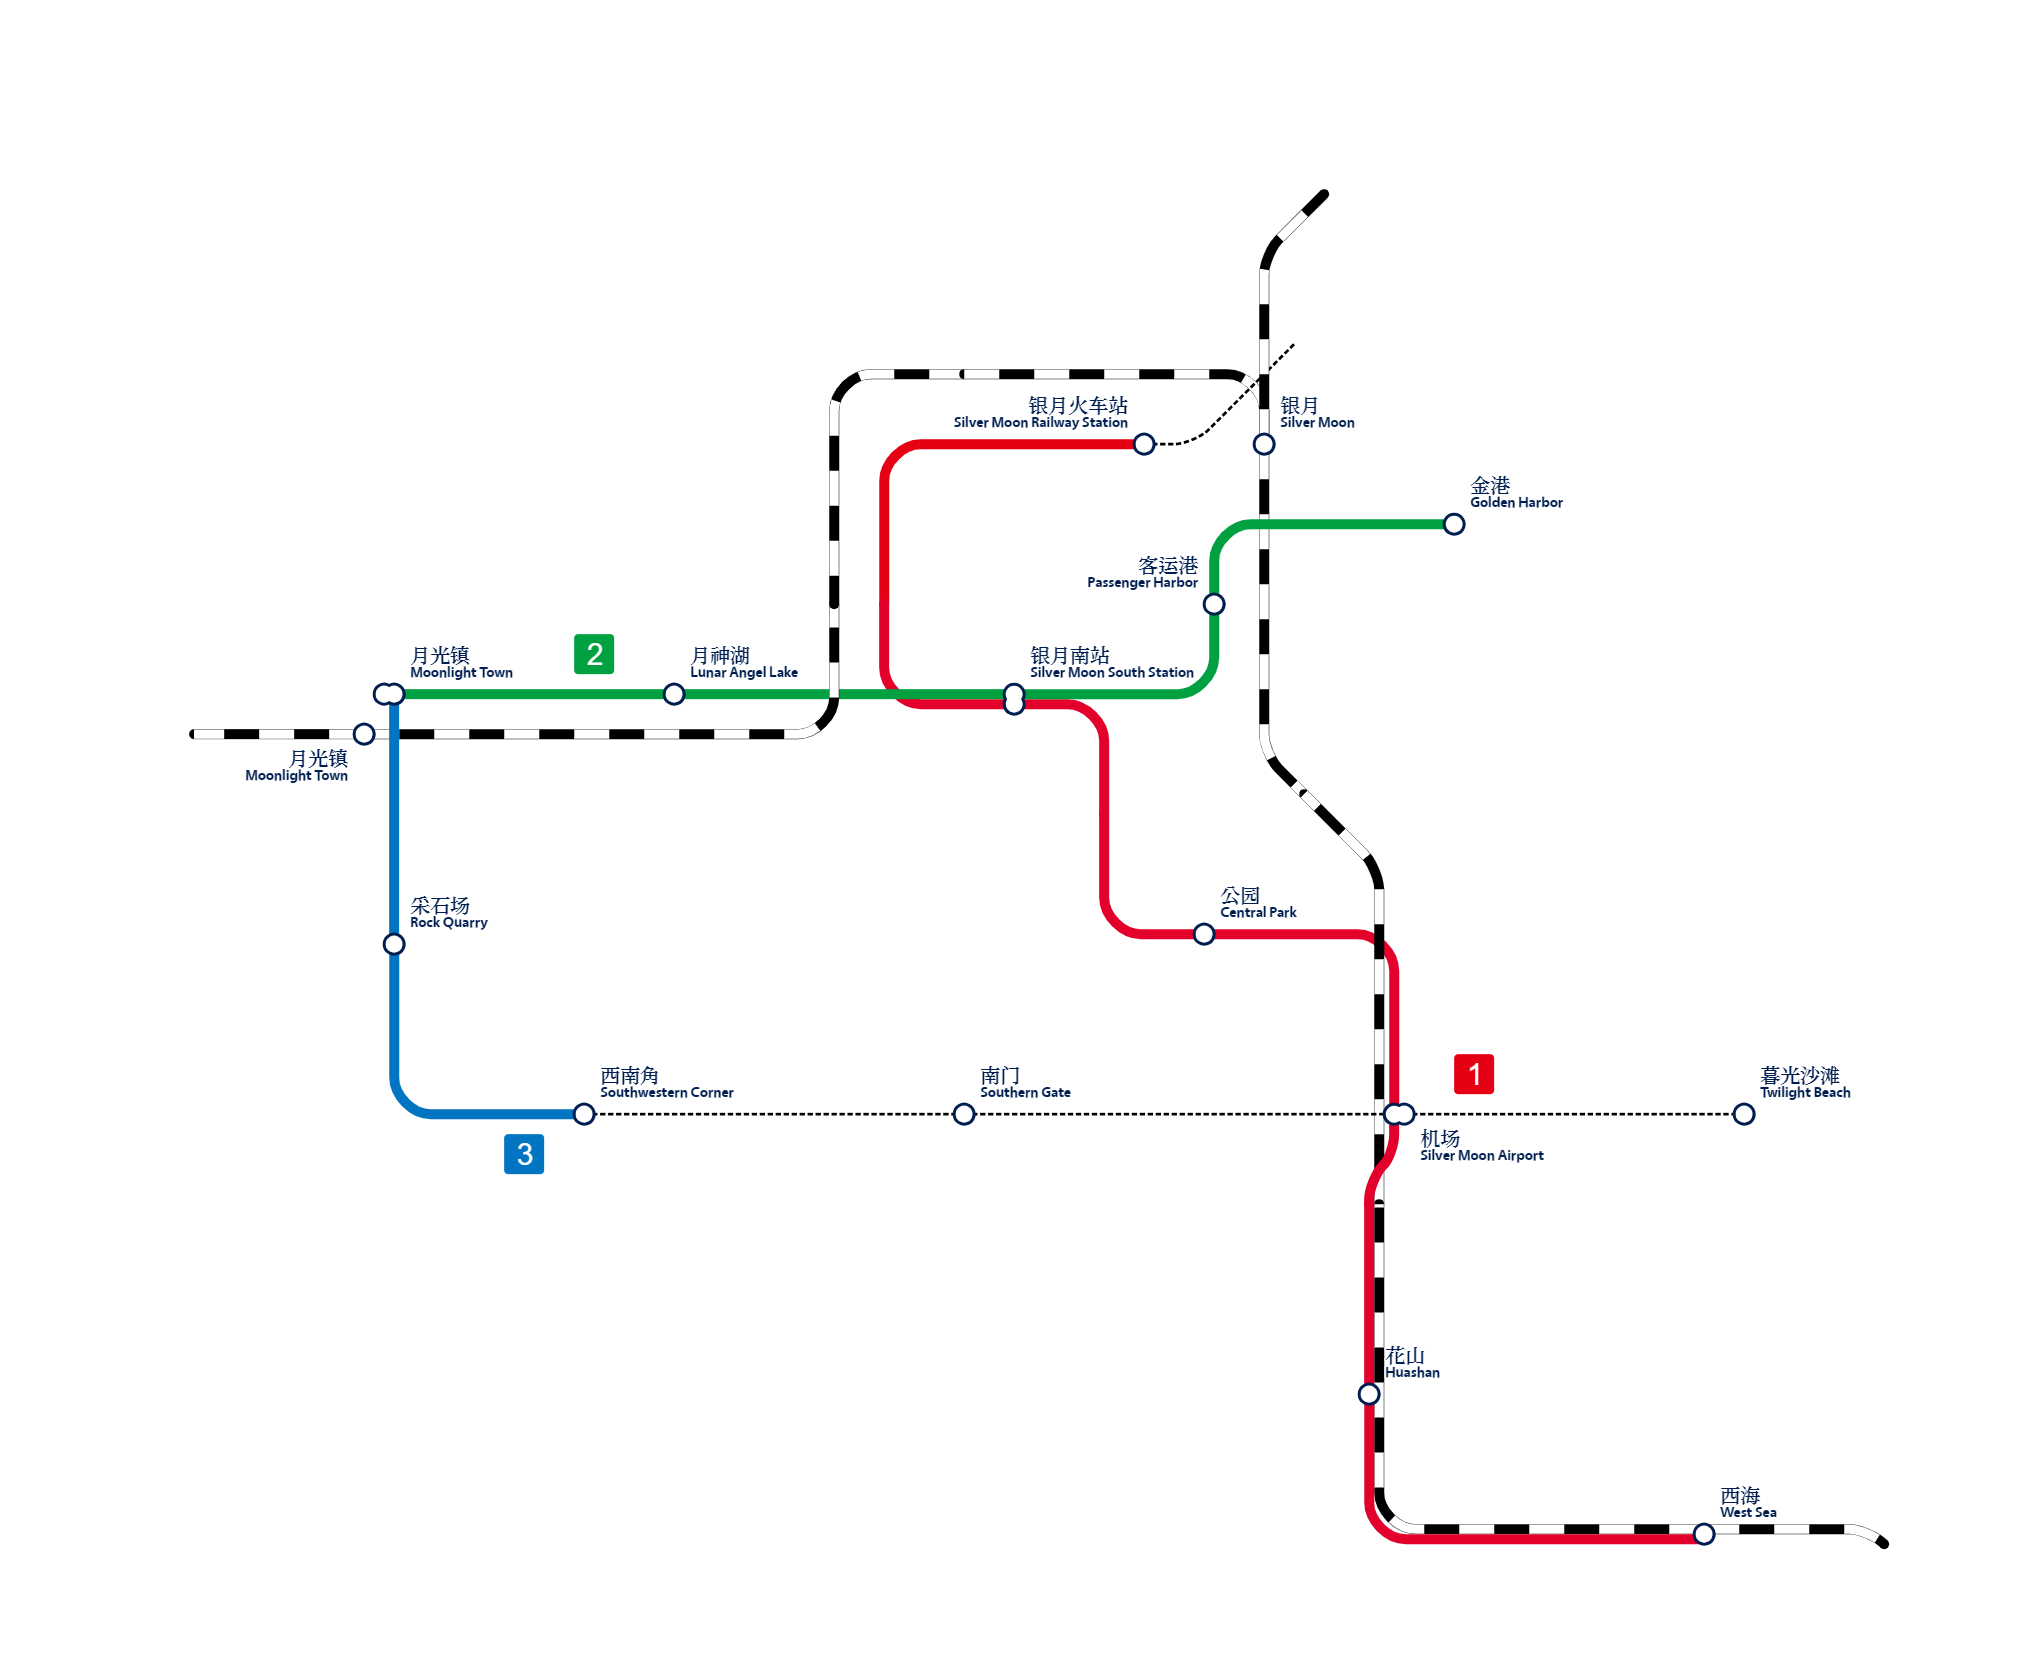 银月火车站
Silver Moon Railway Station
银月
Silver Moon
金港
Golden Harbor
客运港
Passenger Harbor
月光镇
Moonlight Town
2
月神湖
Lunar Angel Lake
银月南站
Silver Moon South Station
月光镇
Moonlight Town
采石场
Rock Quarry
公园
Central Park
西南角
Southwestern Corner
南门
Southern Gate
1
暮光沙滩
Twilight Beach
3
机场
Silver Moon Airport
花山
Huashan
西海
West Sea